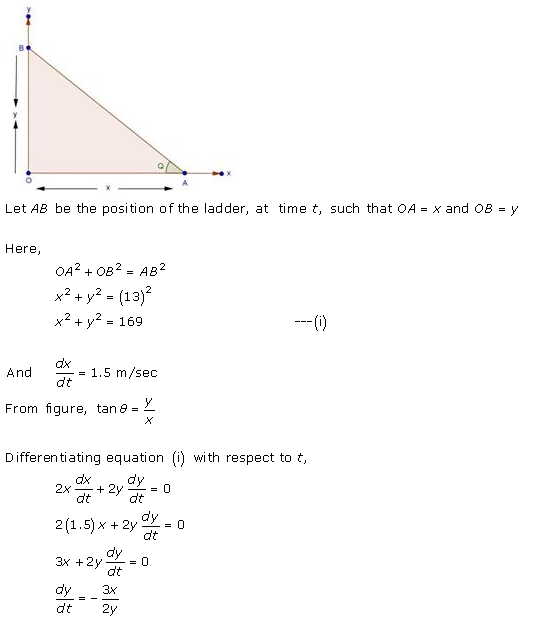 y
B
y
Q
O
x
A
x
Let AB be the position of the ladder, at time t, such that OA = x and OB = y
Here,
OA² + OB² = AB²
x² + y² = (13)²
x² + y² = 169 ---(i)
And dx/dt = 1.5 m/sec
From figure, tan θ = y/x
Differentiating equation (i) with respect to t,
2x dx/dt + 2y dy/dt = 0
2(1.5)x + 2y dy/dt = 0
3x + 2y dy/dt = 0
dy/dt = - 3x/2y